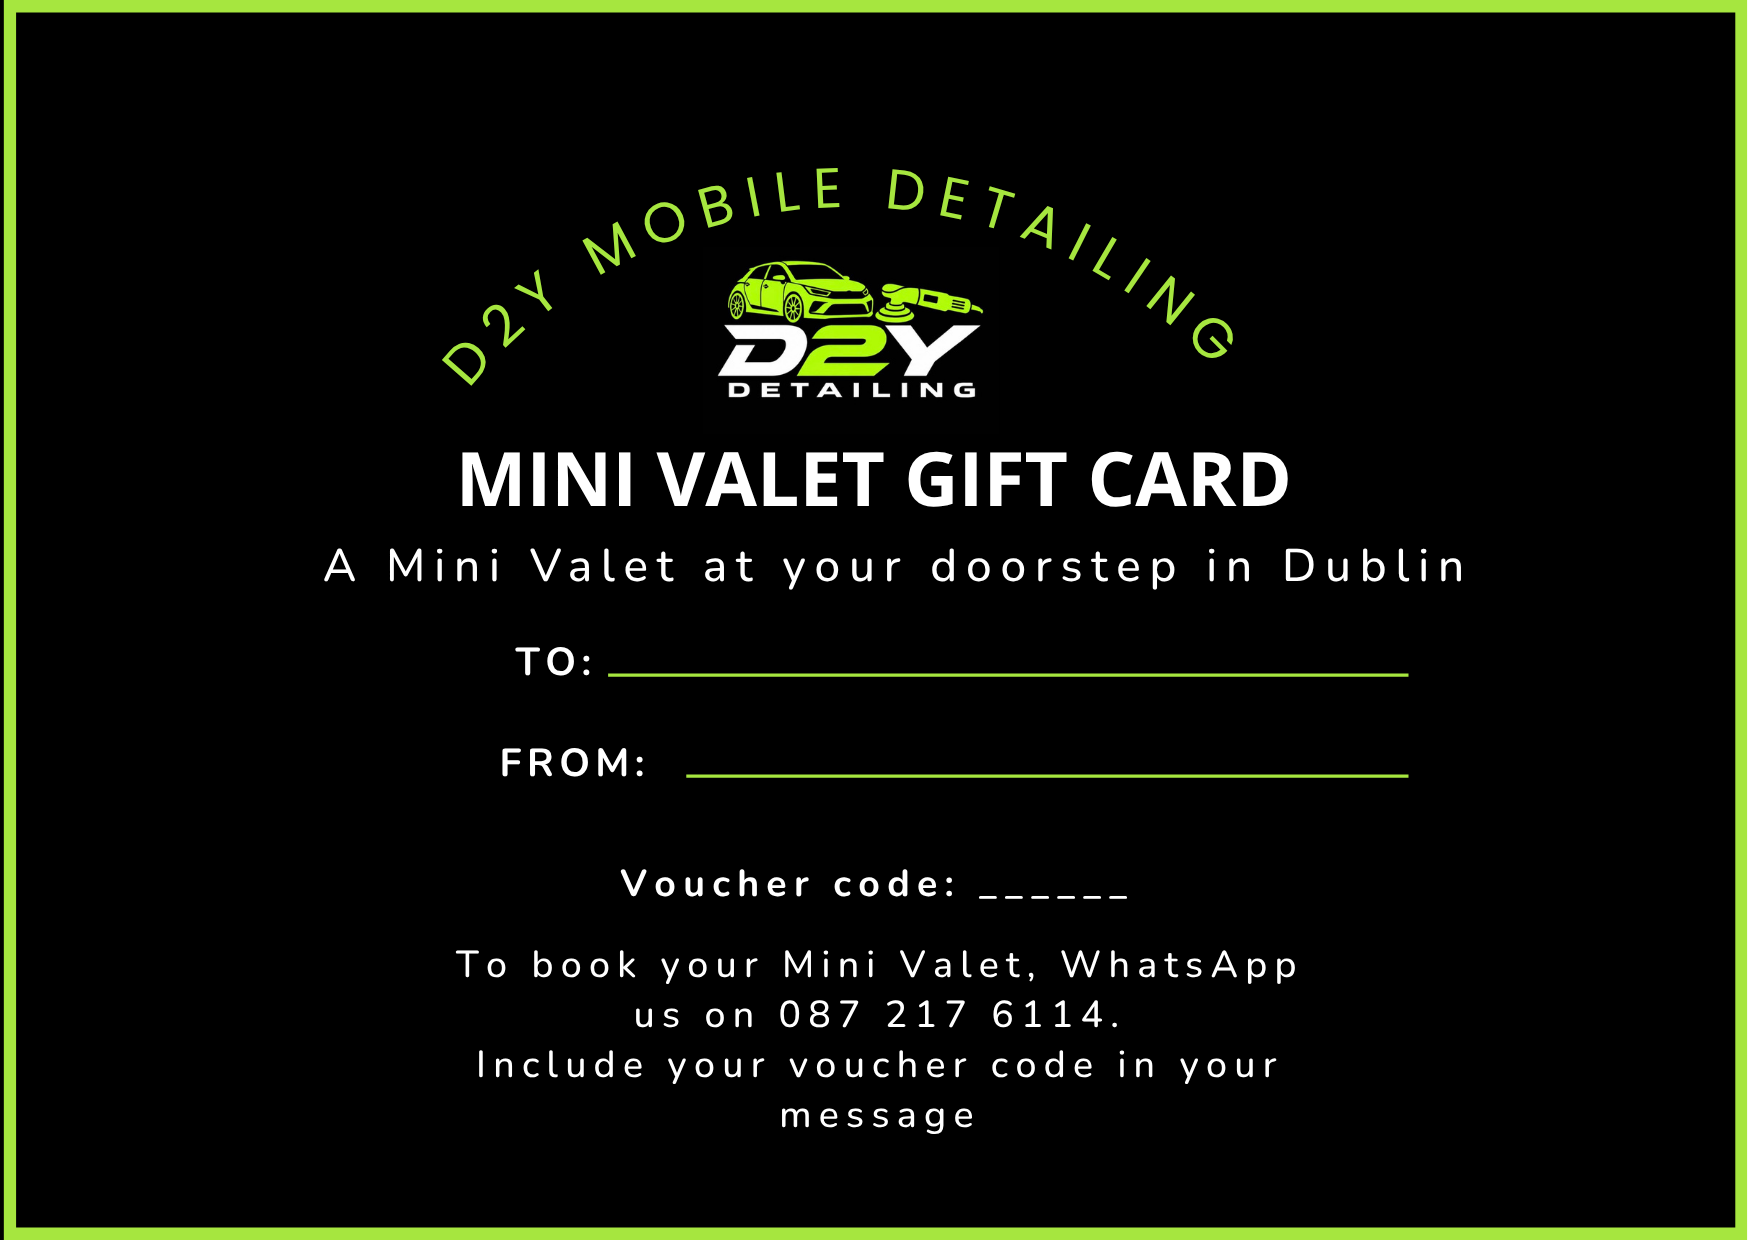 D2Y MOBILE DETAILING
D2Y
DETAILING
MINI VALET GIFT CARD
A Mini Valet at your doorstep in Dublin
TO:
FROM:
Voucher code: ______
To book your Mini Valet, WhatsApp
us on 087 217 6114.
Include your voucher code in your
message